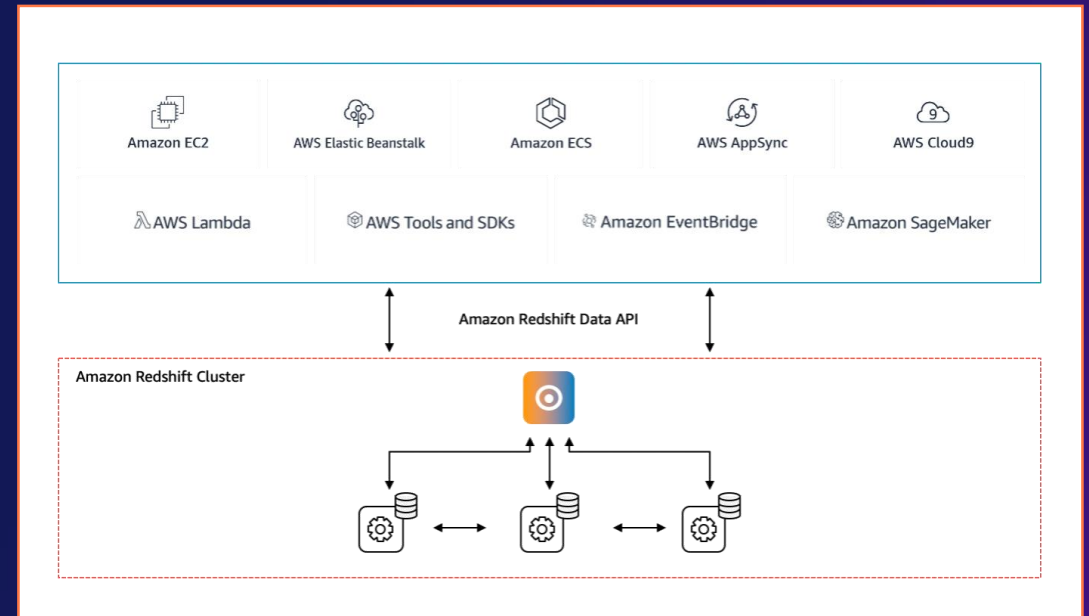 Amazon EC2
AWS Elastic Beanstalk
Amazon ECS
AWS AppSync
9
AWS Cloud9
AWS Lambda
AWS Tools and SDKs
Amazon EventBridge
Amazon SageMaker
Amazon Redshift Data API
Amazon Redshift Cluster